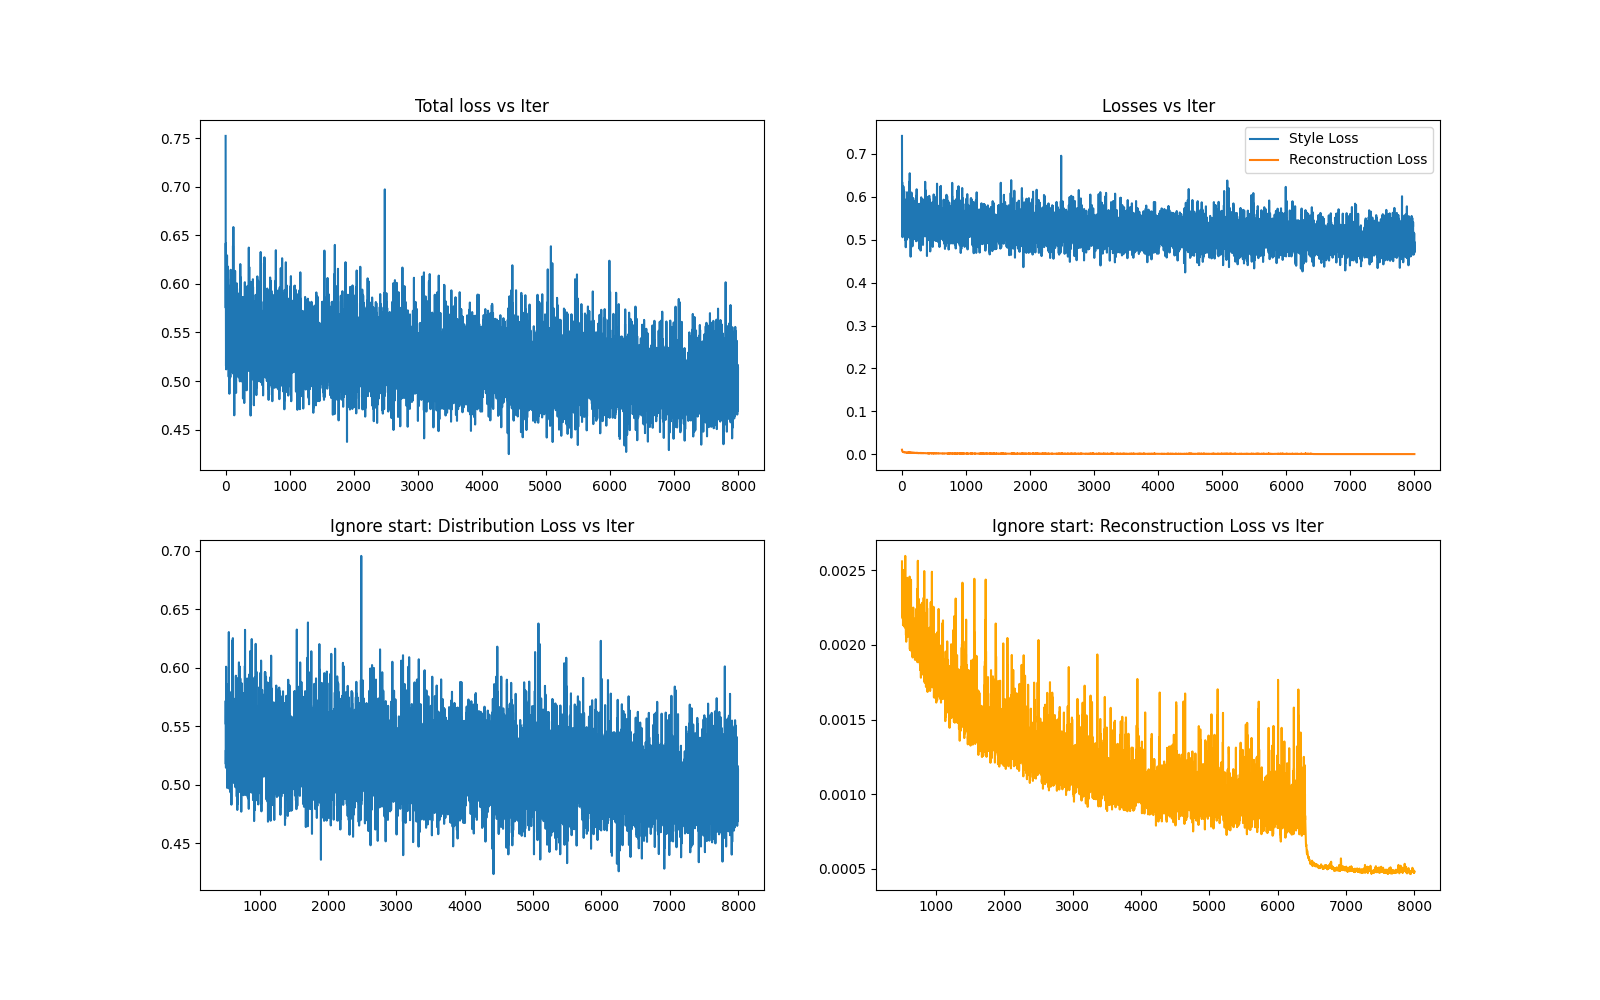 Total loss vs Iter
0.75
0.70
0.65
0.60
0.55
0.50
0.45
0 1000 2000 3000 4000 5000 6000 7000 8000
Losses vs Iter
Style Loss
Reconstruction Loss
0.7
0.6
0.5
0.4
0.3
0.2
0.1
0.0
0 1000 2000 3000 4000 5000 6000 7000 8000
Ignore start: Distribution Loss vs Iter
0.70
0.65
0.60
0.55
0.50
0.45
1000 2000 3000 4000 5000 6000 7000 8000
Ignore start: Reconstruction Loss vs Iter
0.0025
0.0020
0.0015
0.0010
0.0005
1000 2000 3000 4000 5000 6000 7000 8000